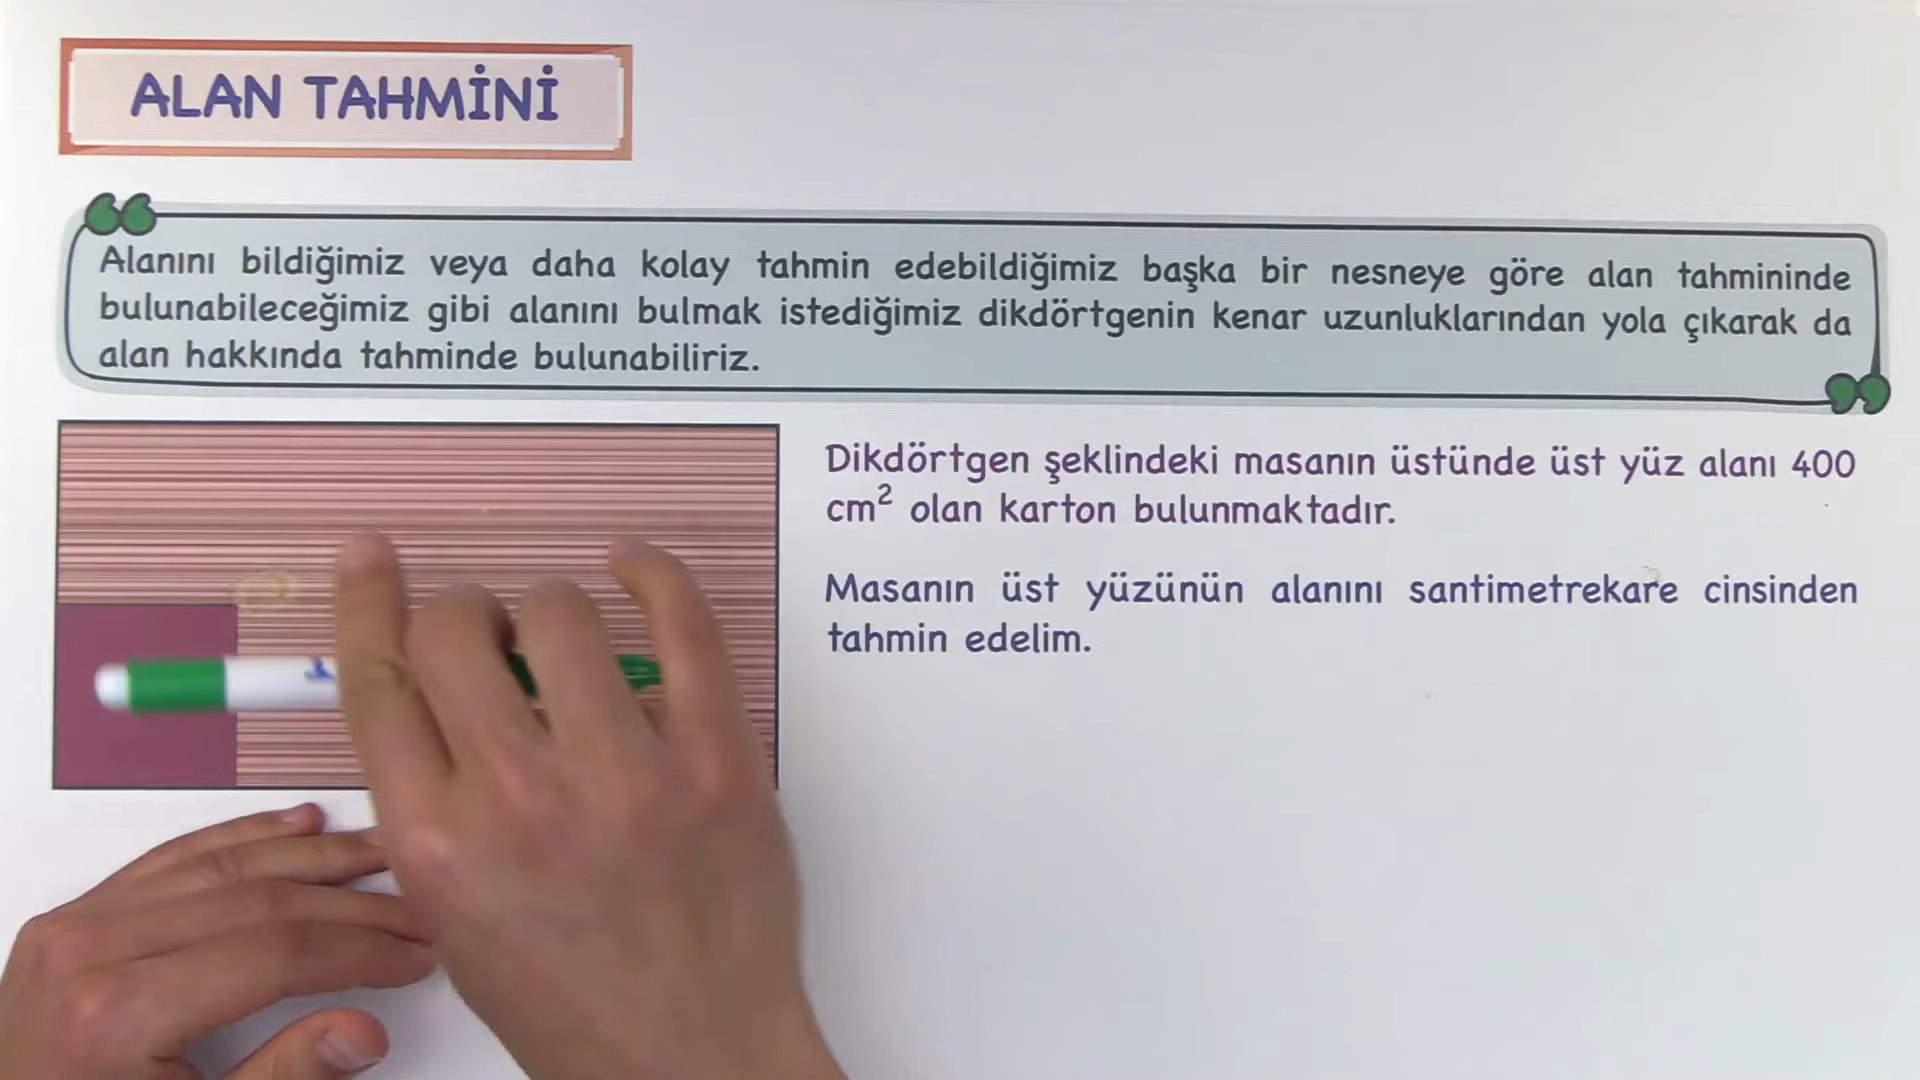 ALAN TAHMİNİ
Alanını bildiğimiz veya daha kolay tahmin edebildiğimiz başka bir nesneye göre alan tahmininde
bulunabileceğimiz gibi alanını bulmak istediğimiz dikdörtgenin kenar uzunluklarından yola çıkarak da
alan hakkında tahminde bulunabiliriz.
Dikdörtgen şeklindeki masanın üstünde üst yüz alanı 400
cm² olan karton bulunmaktadır.
Masanın üst yüzünün alanını santimetrekare cinsinden
tahmin edelim.